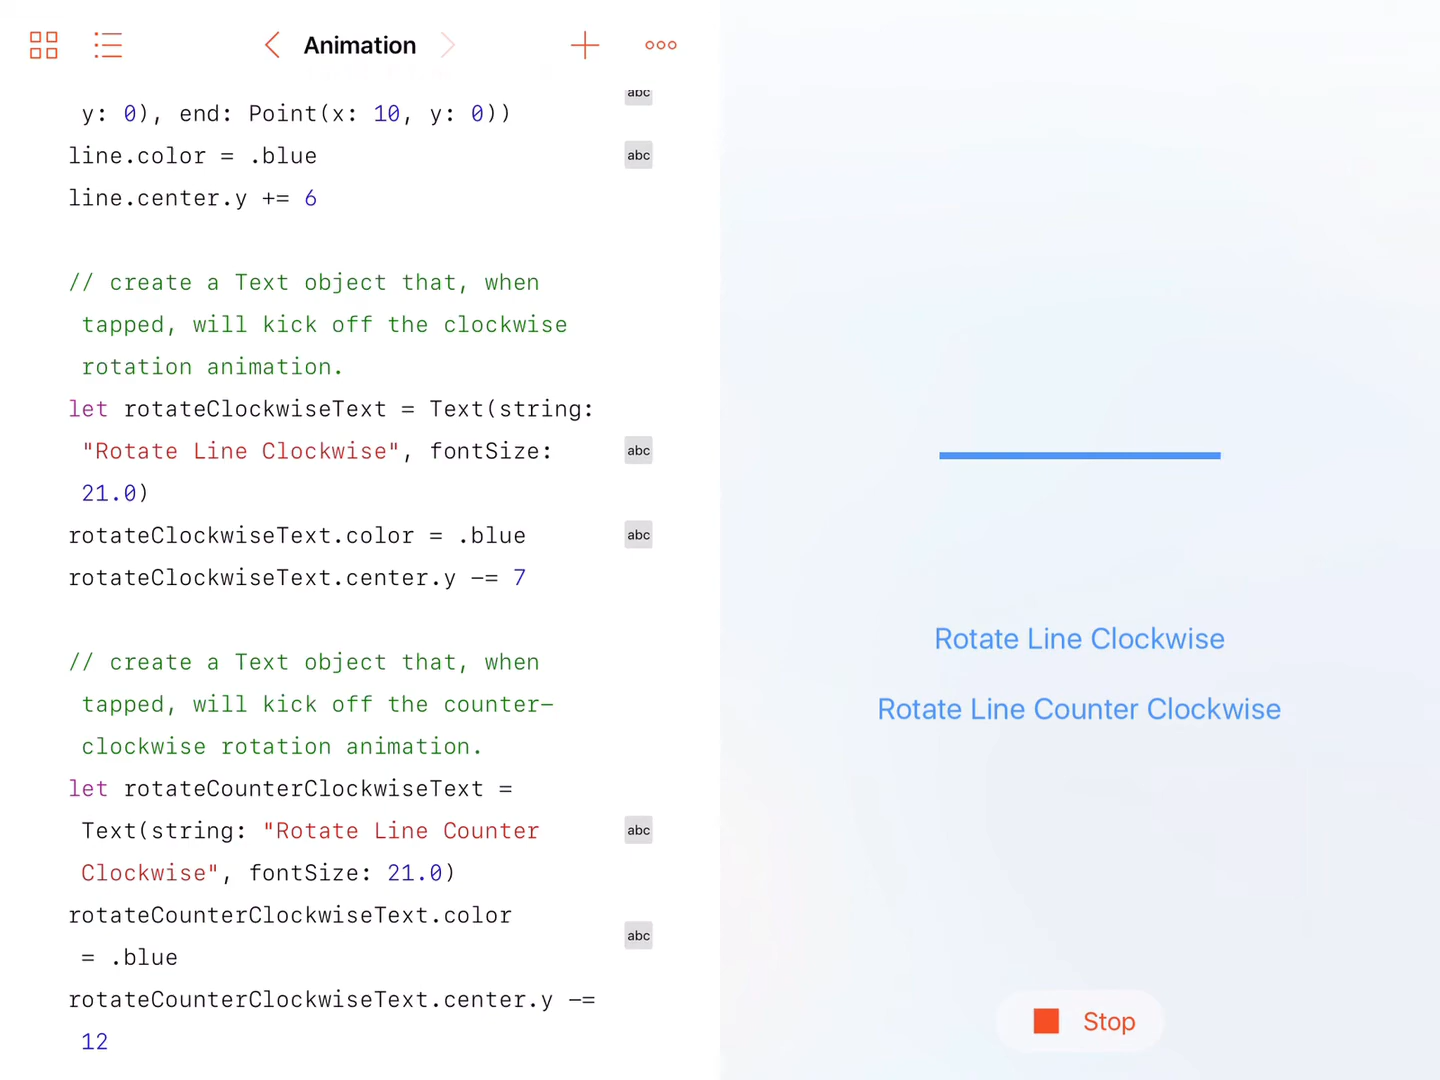 Animation
abc
y: 0), end: Point(x: 10, y: 0))
line.color = .blue
abc
line.center.y += 6
// create a Text object that, when
tapped, will kick off the clockwise
rotation animation.
let rotateClockwiseText = Text(string:
"Rotate Line Clockwise", fontSize:
abc
21.0)
rotateClockwiseText.color = .blue
abc
rotateClockwiseText.center.y -= 7
// create a Text object that, when
tapped, will kick off the counter-
clockwise rotation animation.
let rotateCounterClockwiseText =
Text(string: "Rotate Line Counter
abc
Clockwise", fontSize: 21.0)
rotateCounterClockwiseText.color
abc
= .blue
rotateCounterClockwiseText.center.y -=
12
Rotate Line Clockwise
Rotate Line Counter Clockwise
Stop